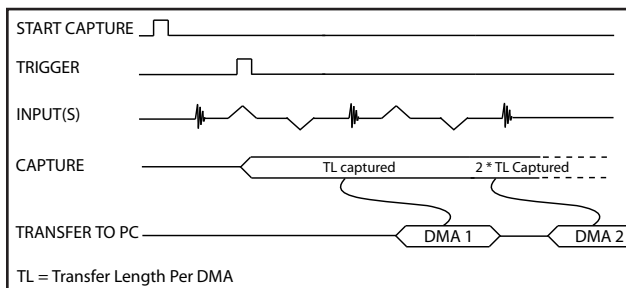 START CAPTURE
TRIGGER
INPUT(S)
CAPTURE
TL captured
2 * TL Captured
TRANSFER TO PC
DMA 1
DMA 2
TL = Transfer Length Per DMA